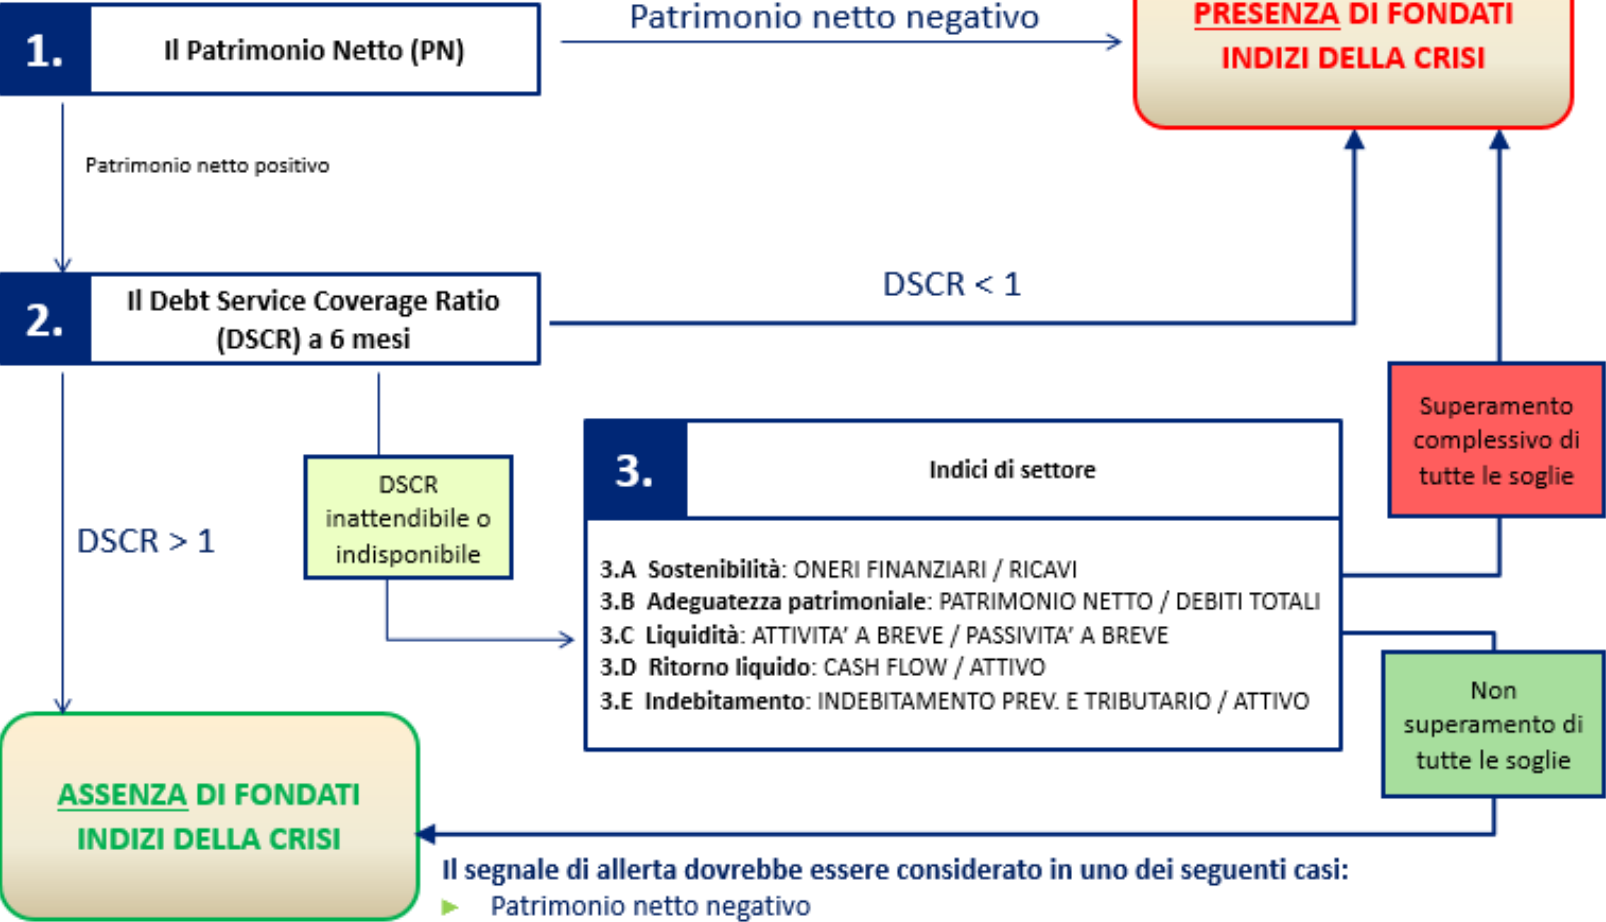 1.
Il Patrimonio Netto (PN)
Patrimonio netto negativo
PRESENZA DI FONDATI
INDIZI DELLA CRISI
Patrimonio netto positivo
2.
Il Debt Service Coverage Ratio
(DSCR) a 6 mesi
DSCR < 1
DSCR > 1
DSCR
inattendibile o
indisponibile
3.
Indici di settore
3.A Sostenibilità: ONERI FINANZIARI / RICAVI
3.B Adeguatezza patrimoniale: PATRIMONIO NETTO / DEBITI TOTALI
3.C Liquidità: ATTIVITA' A BREVE / PASSIVITA' A BREVE
3.D Ritorno liquido: CASH FLOW / ATTIVO
3.E Indebitamento: INDEBITAMENTO PREV. E TRIBUTARIO / ATTIVO
Superamento
complessivo di
tutte le soglie
Non
superamento di
tutte le soglie
ASSENZA DI FONDATI
INDIZI DELLA CRISI
Il segnale di allerta dovrebbe essere considerato in uno dei seguenti casi:
► Patrimonio netto negativo